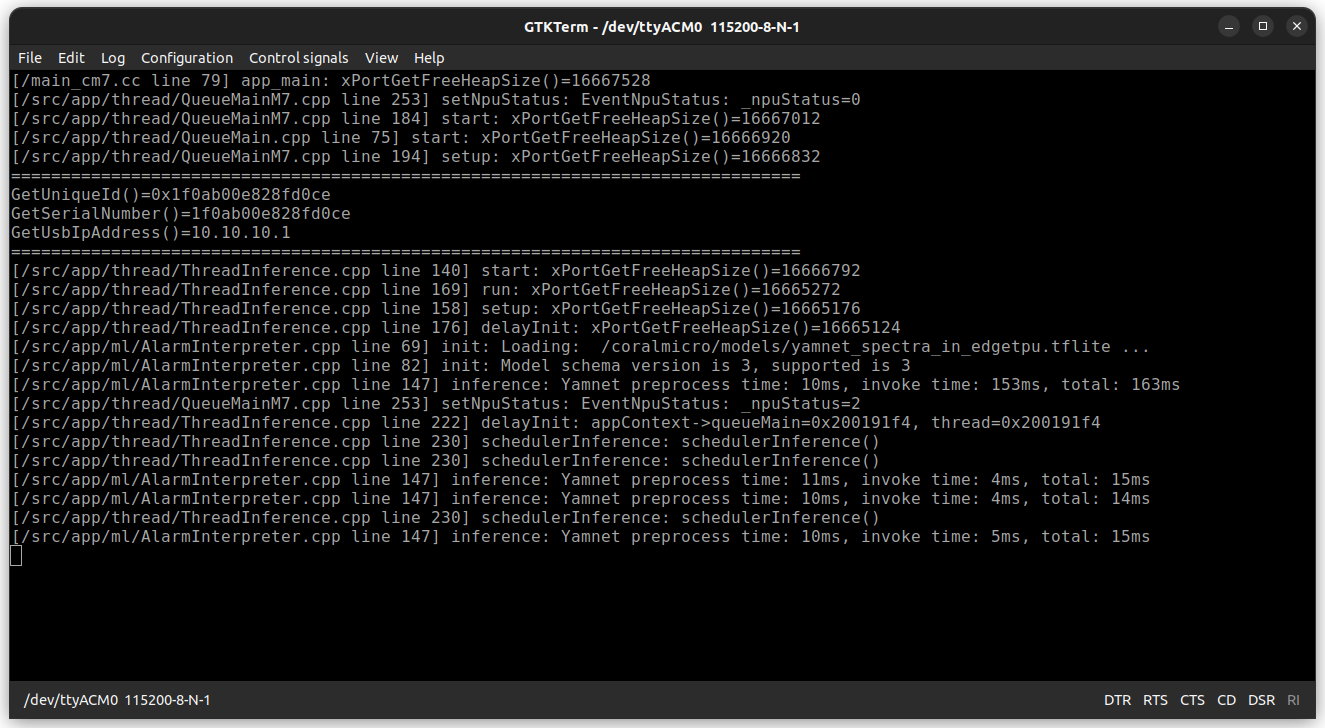 GTKTerm - /dev/ttyACM0 115200-8-N-1
File Edit Log Configuration Control signals View Help
[/main_cm7.cc line 79] app_main: xPortGetFreeHeapSize()=16667528
[/src/app/thread/QueueMainM7.cpp line 253] setNpuStatus: EventNpuStatus: _npuStatus=0
[/src/app/thread/QueueMainM7.cpp line 184] start: xPortGetFreeHeapSize()=16667012
[/src/app/thread/QueueMain.cpp line 75] start: xPortGetFreeHeapSize()=16666920
[/src/app/thread/QueueMainM7.cpp line 194] setup: xPortGetFreeHeapSize()=16666832
===============================================================================
GetUniqueId()=0x1f0ab00e828fd0ce
GetSerialNumber()=1f0ab00e828fd0ce
GetUsbIpAddress()=10.10.10.1
===============================================================================
[/src/app/thread/ThreadInference.cpp line 140] start: xPortGetFreeHeapSize()=16666792
[/src/app/thread/ThreadInference.cpp line 169] run: xPortGetFreeHeapSize()=16665272
[/src/app/thread/ThreadInference.cpp line 158] setup: xPortGetFreeHeapSize()=16665176
[/src/app/thread/ThreadInference.cpp line 176] delayInit: xPortGetFreeHeapSize()=16665124
[/src/app/ml/AlarmInterpreter.cpp line 69] init: Loading:  /coralmicro/models/yamnet_spectra_in_edgetpu.tflite ...
[/src/app/ml/AlarmInterpreter.cpp line 82] init: Model schema version is 3, supported is 3
[/src/app/ml/AlarmInterpreter.cpp line 147] inference: Yamnet preprocess time: 10ms, invoke time: 153ms, total: 163ms
[/src/app/thread/QueueMainM7.cpp line 253] setNpuStatus: EventNpuStatus: _npuStatus=2
[/src/app/thread/ThreadInference.cpp line 222] delayInit: appContext->queueMain=0x200191f4, thread=0x200191f4
[/src/app/thread/ThreadInference.cpp line 230] schedulerInference: schedulerInference()
[/src/app/thread/ThreadInference.cpp line 230] schedulerInference: schedulerInference()
[/src/app/ml/AlarmInterpreter.cpp line 147] inference: Yamnet preprocess time: 11ms, invoke time: 4ms, total: 15ms
[/src/app/ml/AlarmInterpreter.cpp line 147] inference: Yamnet preprocess time: 10ms, invoke time: 4ms, total: 14ms
[/src/app/thread/ThreadInference.cpp line 230] schedulerInference: schedulerInference()
[/src/app/ml/AlarmInterpreter.cpp line 147] inference: Yamnet preprocess time: 10ms, invoke time: 5ms, total: 15ms
/dev/ttyACM0 115200-8-N-1 DTR RTS CTS CD DSR RI